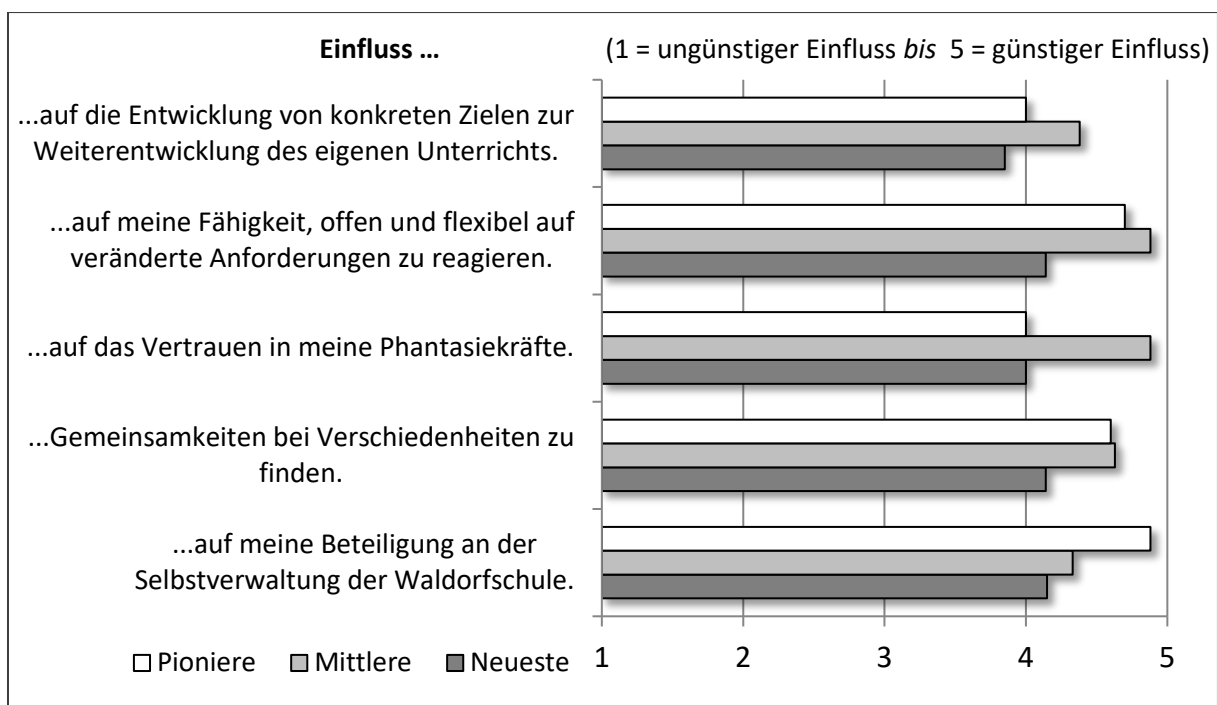 Einfluss ... (1 = ungünstiger Einfluss bis 5 = günstiger Einfluss)
...auf die Entwicklung von konkreten Zielen zur
Weiterentwicklung des eigenen Unterrichts.
...auf meine Fähigkeit, offen und flexibel auf
veränderte Anforderungen zu reagieren.
...auf das Vertrauen in meine Phantasiekräfte.
...Gemeinsamkeiten bei Verschiedenheiten zu
finden.
...auf meine Beteiligung an der
Selbstverwaltung der Waldorfschule.
Pioniere Mittlere Neueste
1 2 3 4 5